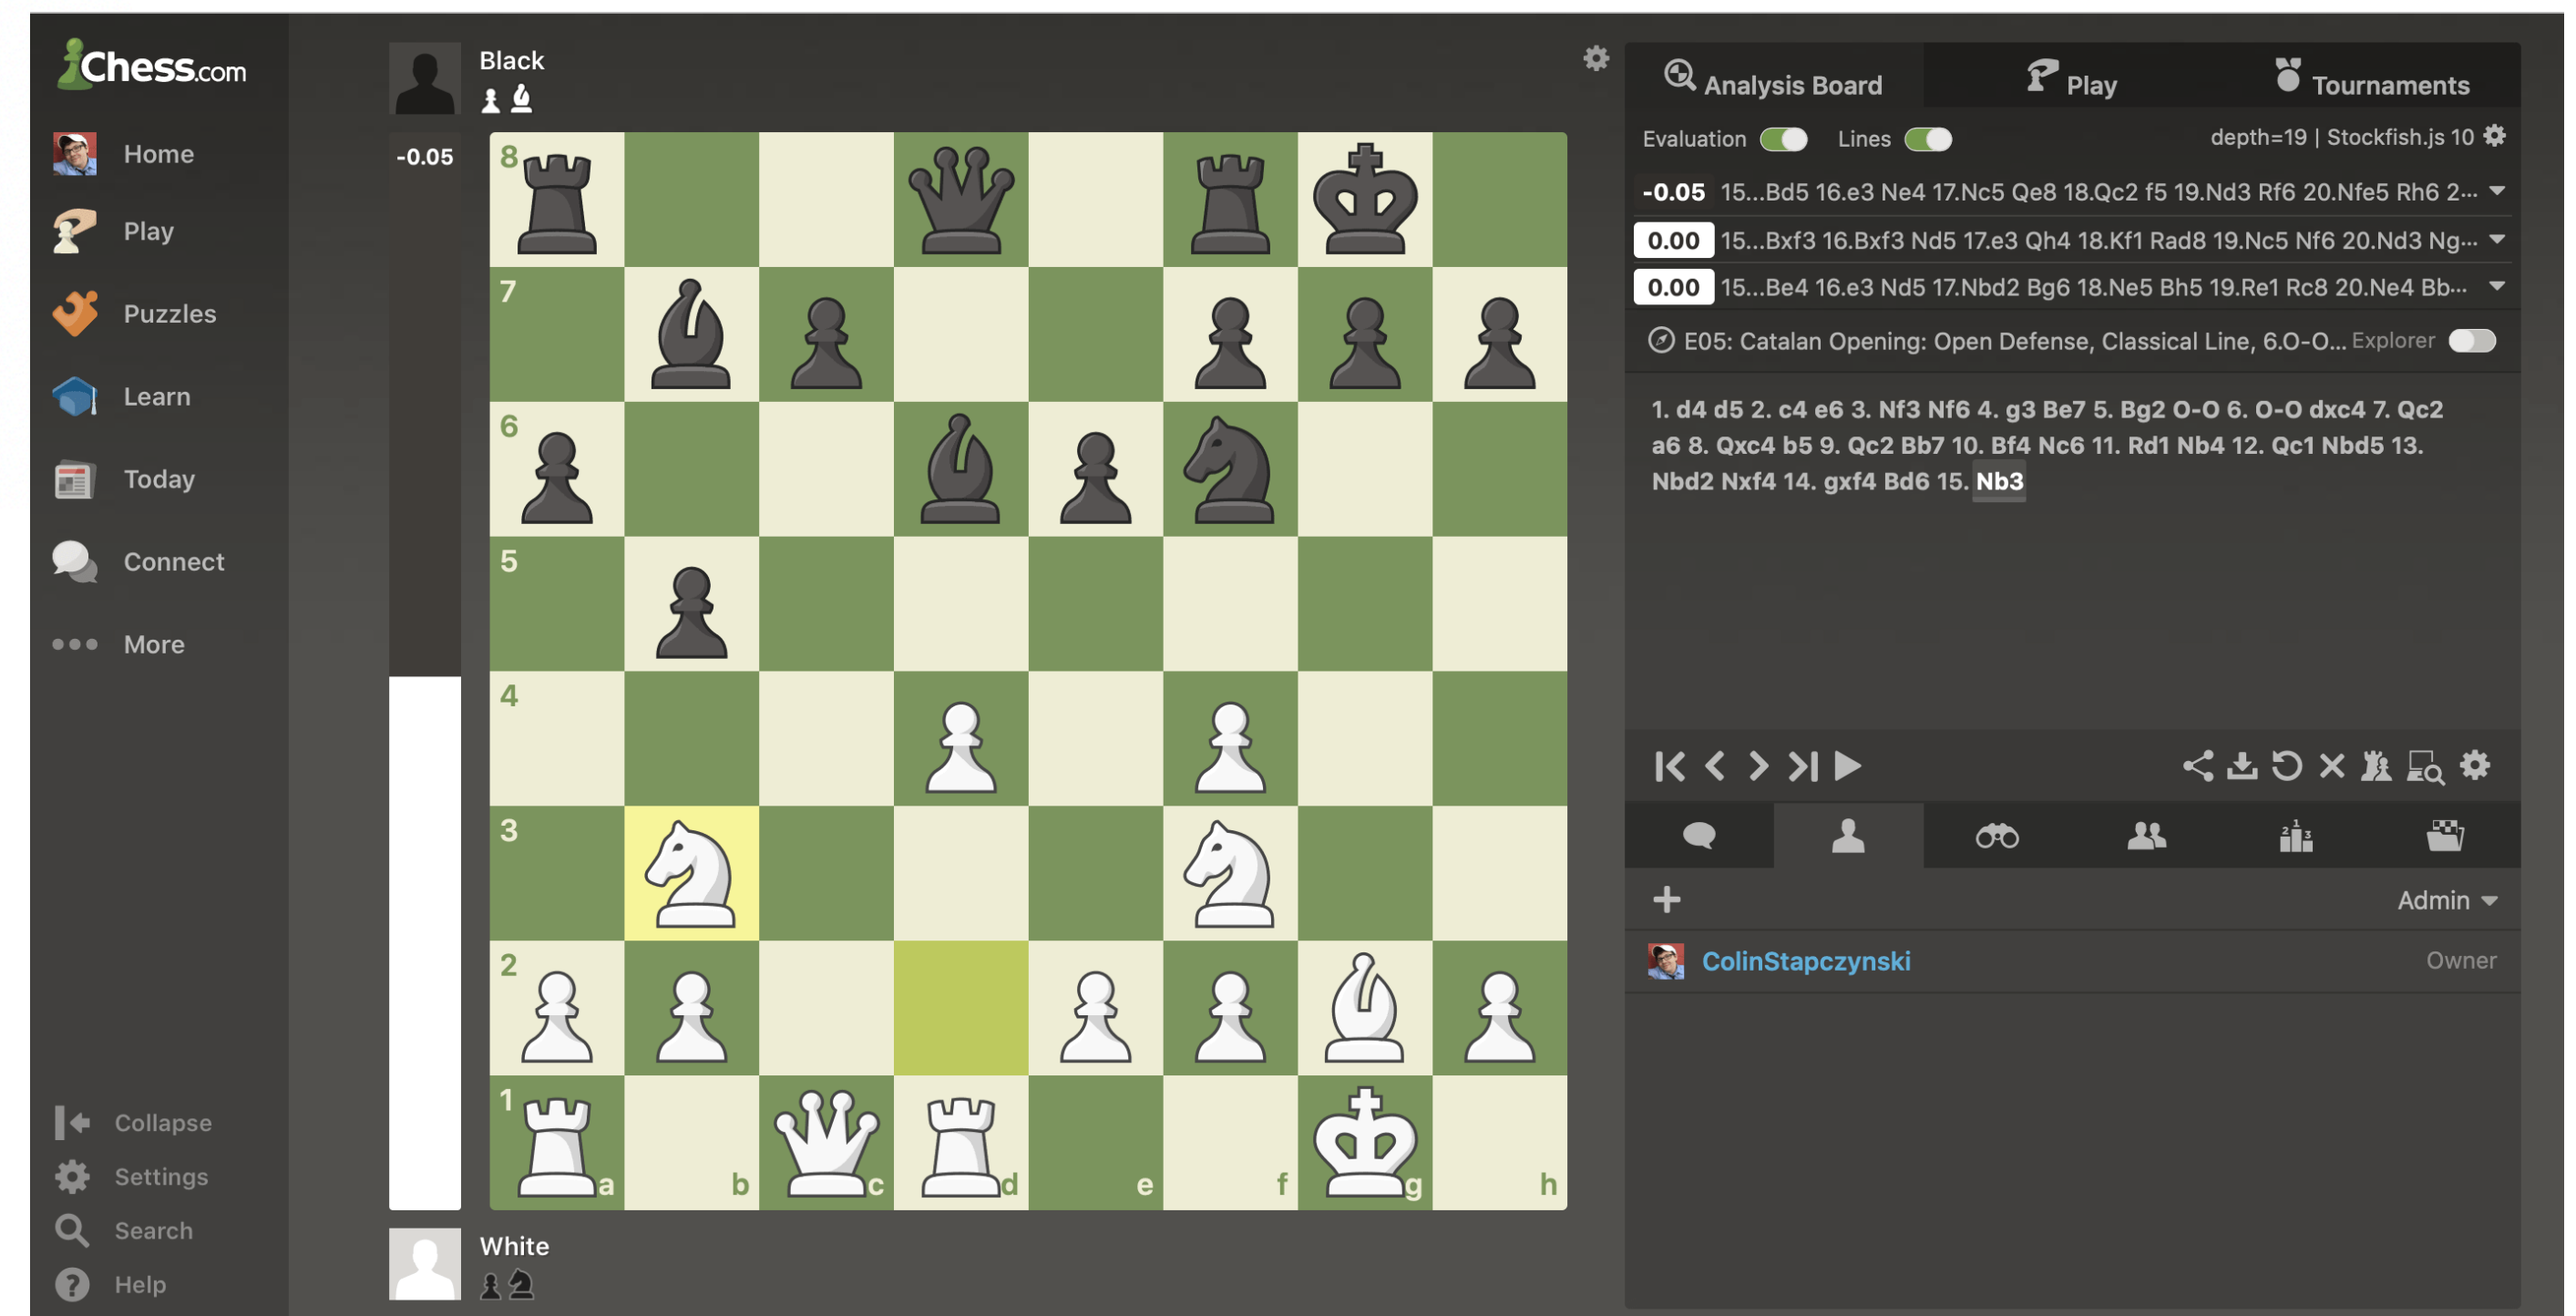 Chess.com
Home
Play
Puzzles
Learn
Today
Connect
More
Collapse
Settings
Search
Help
Black
-0.05
8
7
6
5
4
3
2
1
a b c d e f g h
White
Analysis Board Play Tournaments
Evaluation Lines depth=19 | Stockfish.js 10
-0.05 15...Bd5 16.e3 Ne4 17.Nc5 Qe8 18.Qc2 f5 19.Nd3 Rf6 20.Nfe5 Rh6 2...
0.00 15...Bxf3 16.Bxf3 Nd5 17.e3 Qh4 18.Kf1 Rad8 19.Nc5 Nf6 20.Nd3 Ng...
0.00 15...Be4 16.e3 Nd5 17.Nbd2 Bg6 18.Ne5 Bh5 19.Re1 Rc8 20.Ne4 Bb...
E05: Catalan Opening: Open Defense, Classical Line, 6.O-O... Explorer
1. d4 d5 2. c4 e6 3. Nf3 Nf6 4. g3 Be7 5. Bg2 O-O 6. O-O dxc4 7. Qc2
a6 8. Qxc4 b5 9. Qc2 Bb7 10. Bf4 Nc6 11. Rd1 Nb4 12. Qc1 Nbd5 13.
Nbd2 Nxf4 14. gxf4 Bd6 15. Nb3
2 1 3
Admin
ColinStapczynski Owner